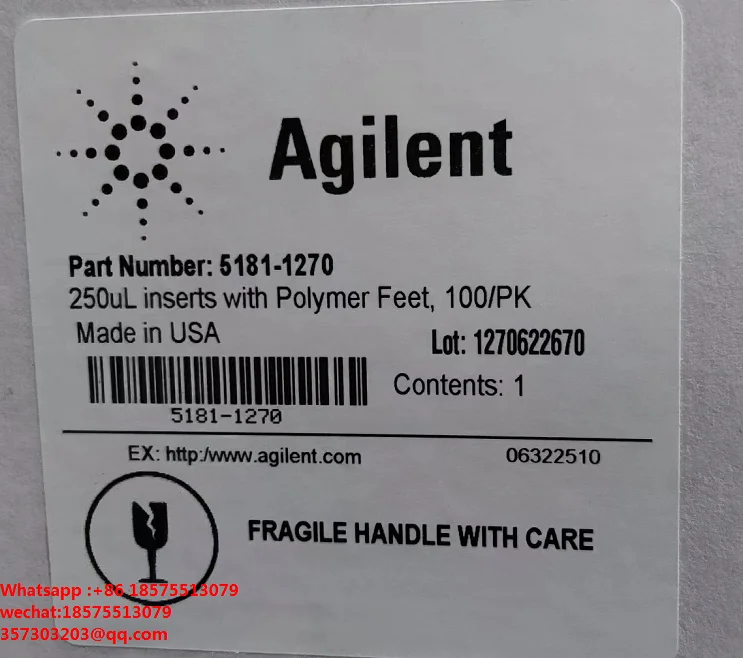 Agilent
Part Number: 5181-1270
250uL inserts with Polymer Feet, 100/PK
Made in USA
Lot: 1270622670
Contents: 1
5181-1270
EX: http:/www.agilent.com
06322510
FRAGILE HANDLE WITH CARE
Whatsapp :+86 18575513079
wechat:18575513079
357303203@qq.com